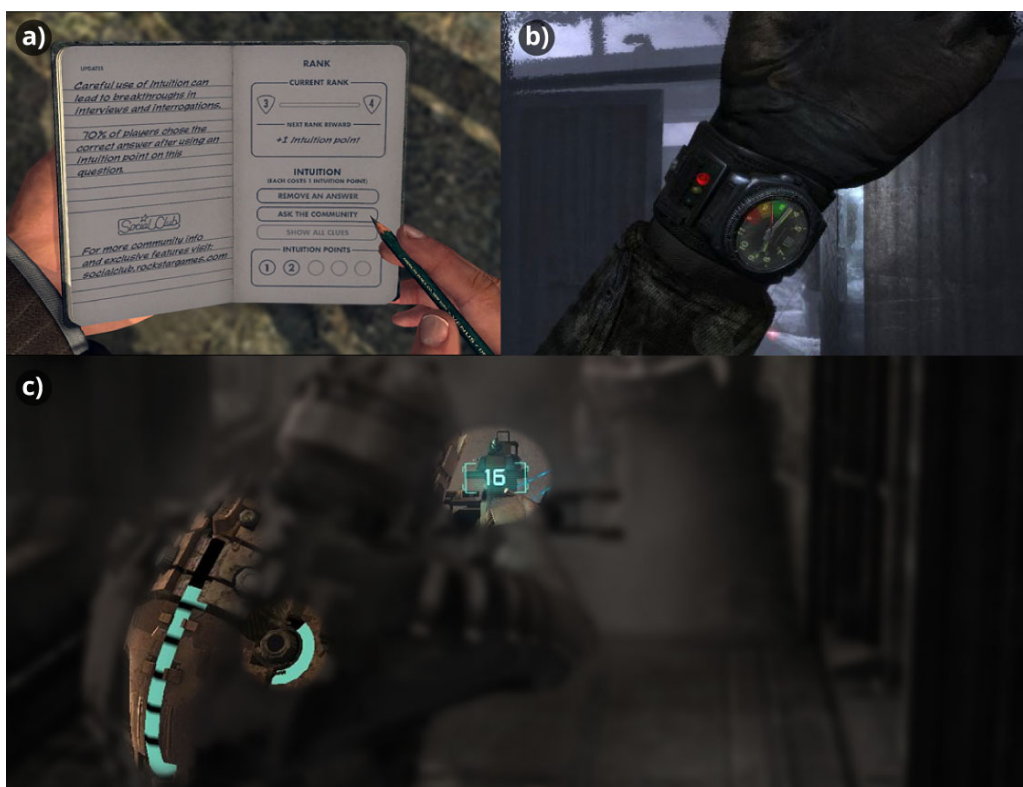 a)
UPDATES
Careful use of Intuition can
lead to breakthroughs in
interviews and interrogations.
70% of players chose the
correct answer after using an
intuition point on this
question.
Social Club
For more community info
and exclusive features visit:
socialclub.rockstargames.com
RANK
CURRENT RANK
3 4
NEXT RANK REWARD
+1 Intuition point
INTUITION
(EACH COSTS 1 INTUITION POINT)
REMOVE AN ANSWER
ASK THE COMMUNITY
SHOW ALL CLUES
INTUITION POINTS
1 2
VENUS
b)
c)
16